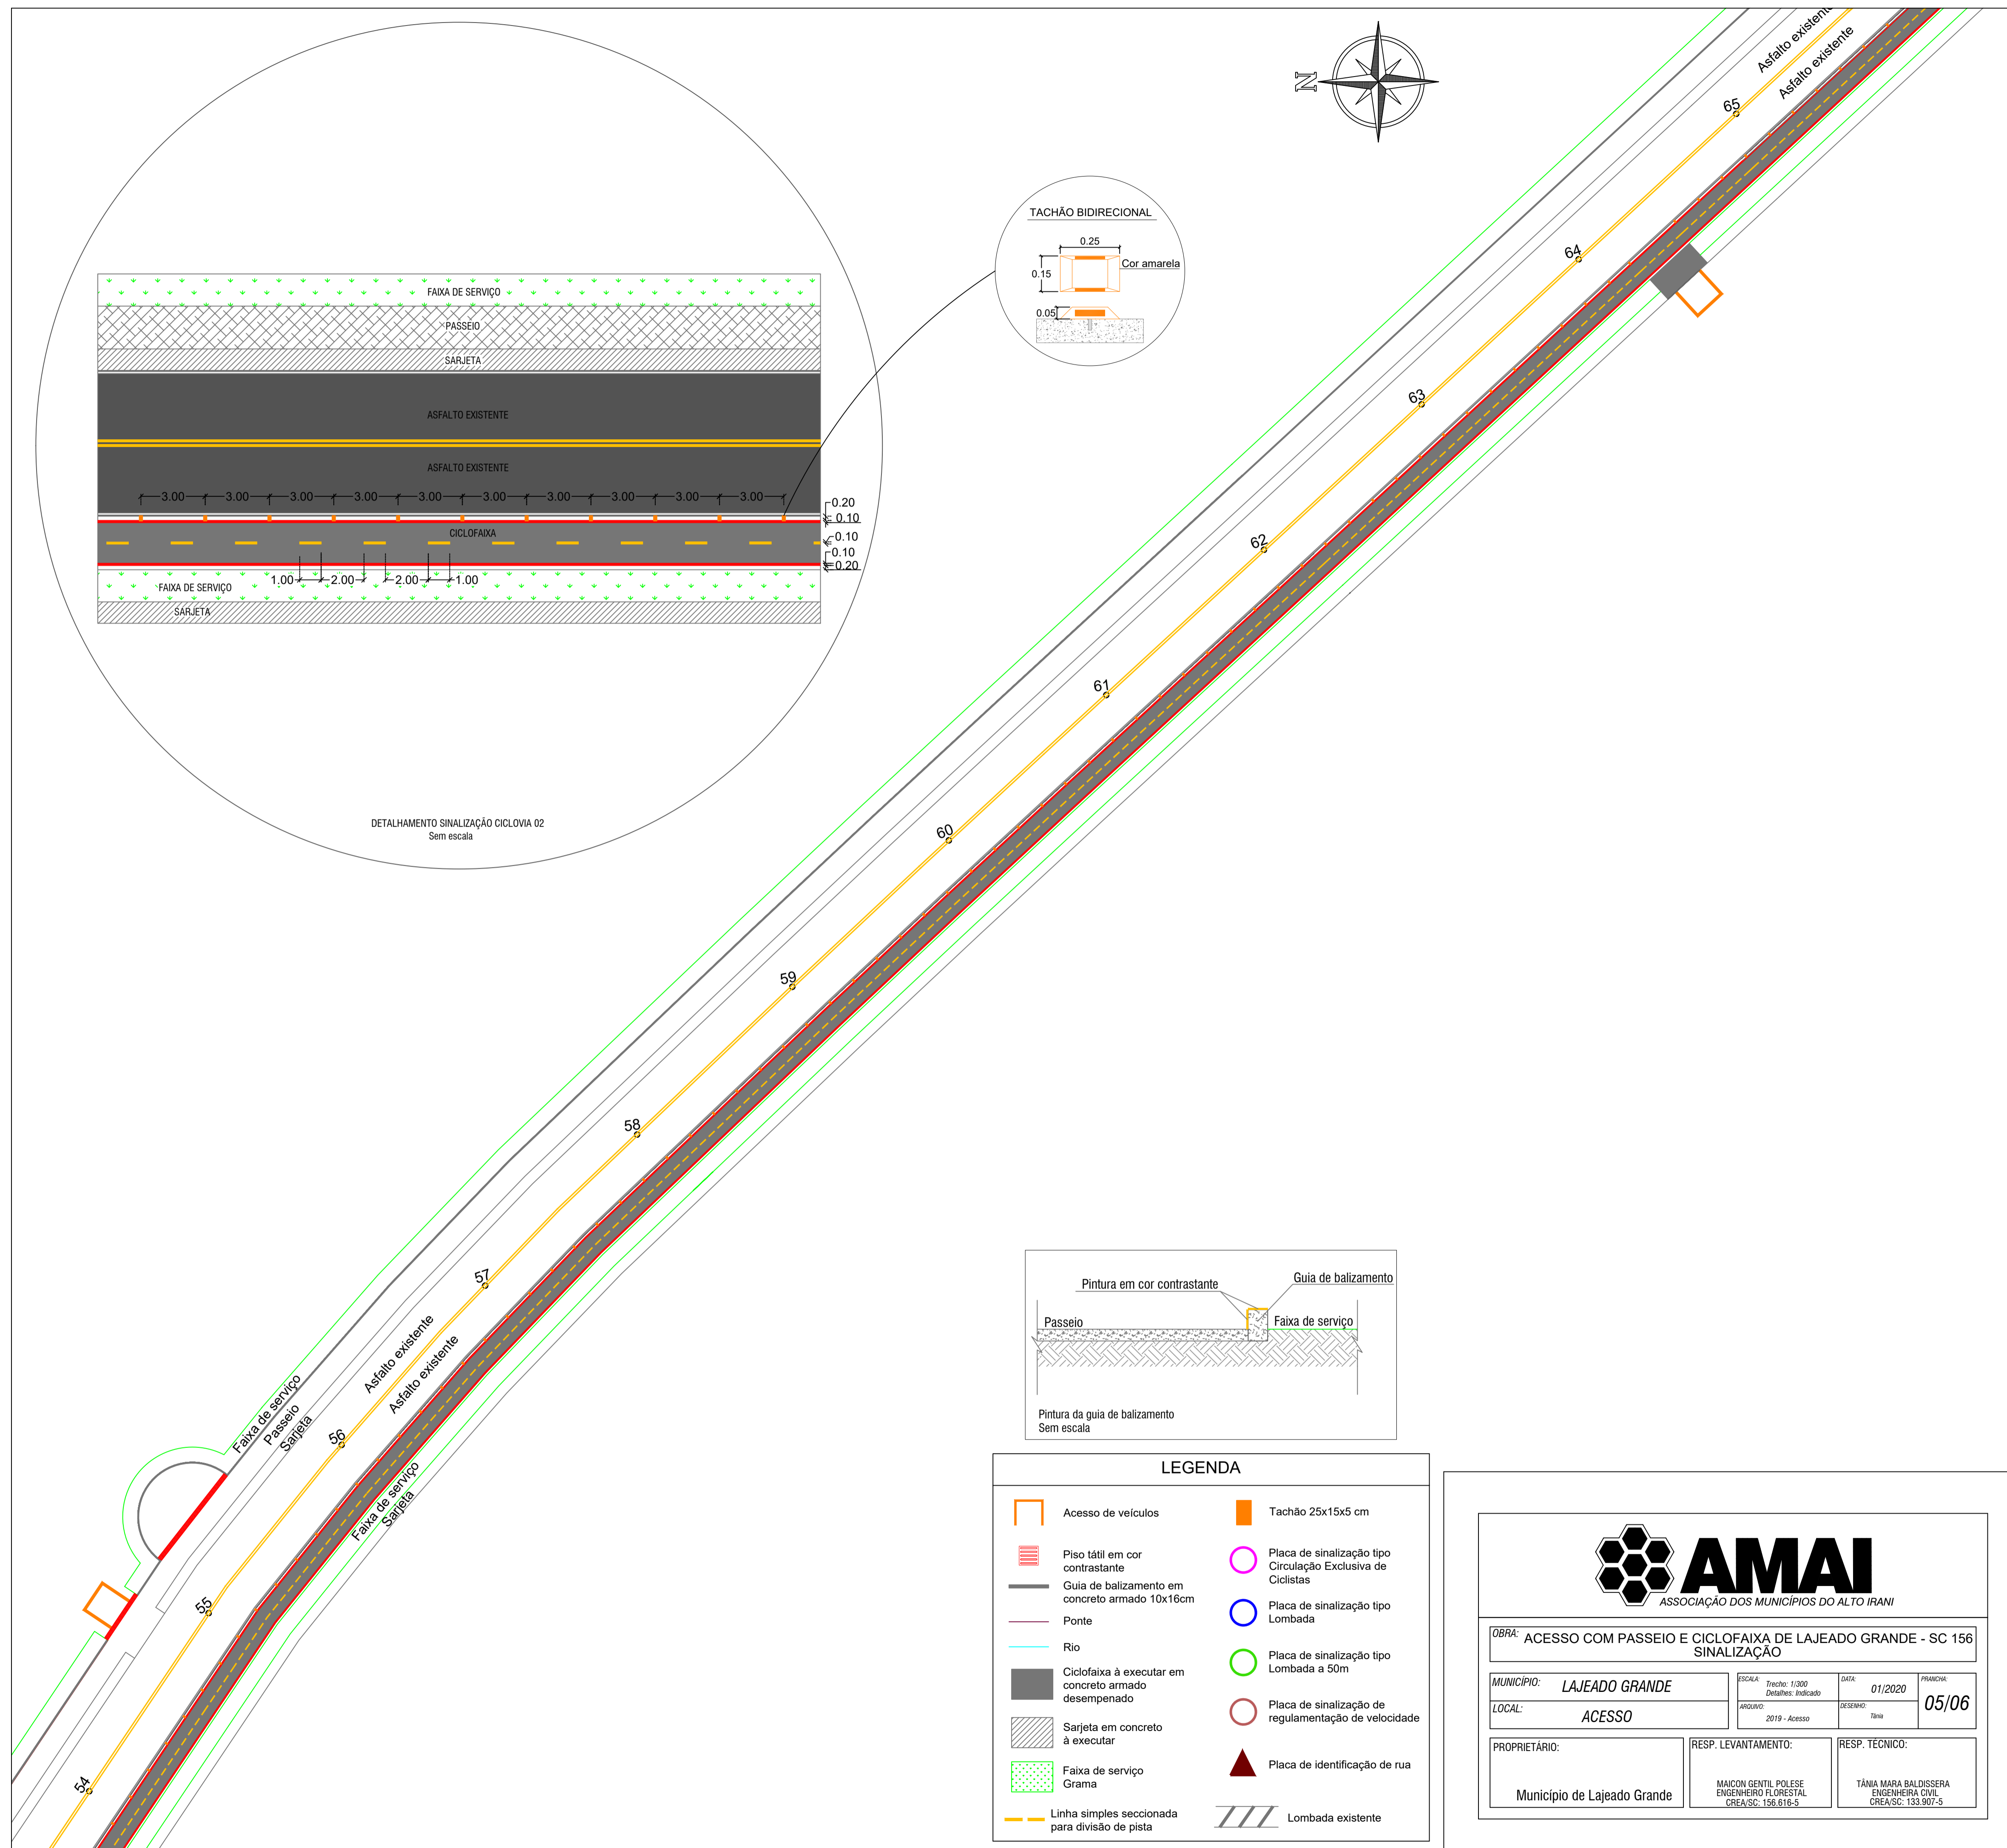 Asfalto existente
Asfalto existente
N
65
64
63
62
61
60
59
58
57
56
55
54
TACHÃO BIDIRECIONAL
0.25
0.15
Cor amarela
0.05
FAIXA DE SERVIÇO
PASSEIO
SARJETA
ASFALTO EXISTENTE
ASFALTO EXISTENTE
3.00 3.00 3.00 3.00 3.00 3.00 3.00 3.00 3.00 3.00
0.20
0.10
CICLOFAIXA
0.10
0.10
0.20
1.00 2.00 2.00 1.00
FAIXA DE SERVIÇO
SARJETA
DETALHAMENTO SINALIZAÇÃO CICLOVIA 02
Sem escala
Asfalto existente
Asfalto existente
Faixa de serviço
Passeio
Sarjeta
Faixa de serviço
Sarjeta
Pintura em cor contrastante
Guia de balizamento
Passeio
Faixa de serviço
Pintura da guia de balizamento
Sem escala
LEGENDA
Acesso de veículos
Piso tátil em cor
contrastante
Guia de balizamento em
concreto armado 10x16cm
Ponte
Rio
Ciclofaixa à executar em
concreto armado
desempenado
Sarjeta em concreto
à executar
Faixa de serviço
Grama
Linha simples seccionada
para divisão de pista
Tachão 25x15x5 cm
Placa de sinalização tipo
Circulação Exclusiva de
Ciclistas
Placa de sinalização tipo
Lombada
Placa de sinalização tipo
Lombada a 50m
Placa de sinalização de
regulamentação de velocidade
Placa de identificação de rua
Lombada existente
AMAI
ASSOCIAÇÃO DOS MUNICÍPIOS DO ALTO IRANI
OBRA: ACESSO COM PASSEIO E CICLOFAIXA DE LAJEADO GRANDE - SC 156
SINALIZAÇÃO
MUNICÍPIO: LAJEADO GRANDE
LOCAL: ACESSO
ESCALA: Trecho: 1/300
Detalhes: Indicado
DATA: 01/2020
PRANCHA:
05/06
ARQUIVO:
2019 - Acesso
DESENHO:
Tânia
PROPRIETÁRIO:
Município de Lajeado Grande
RESP. LEVANTAMENTO:
MAICON GENTIL POLESE
ENGENHEIRO FLORESTAL
CREA/SC: 156.616-5
RESP. TÉCNICO:
TÂNIA MARA BALDISSERA
ENGENHEIRA CIVIL
CREA/SC: 133.907-5